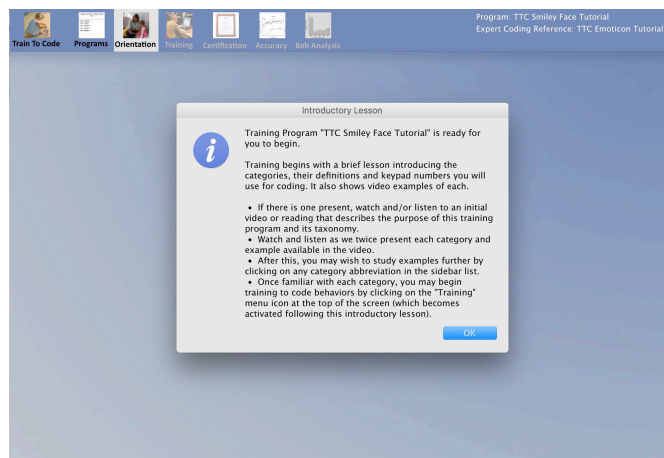 Program: TTC Smiley Face Tutorial
Expert Coding Reference: TTC Emoticon Tutorial
Train To Code
Programs
Orientation
Training
Certification
Accuracy
Beh Analysis
Introductory Lesson
Training Program "TTC Smiley Face Tutorial" is ready for
you to begin.
Training begins with a brief lesson introducing the
categories, their definitions and keypad numbers you will
use for coding. It also shows video examples of each.
• If there is one present, watch and/or listen to an initial
video or reading that describes the purpose of this training
program and its taxonomy.
• Watch and listen as we twice present each category and
example available in the video.
• After this, you may wish to study examples further by
clicking on any category abbreviation in the sidebar list.
• Once familiar with each category, you may begin
training to code behaviors by clicking on the "Training"
menu icon at the top of the screen (which becomes
activated following this introductory lesson).
OK